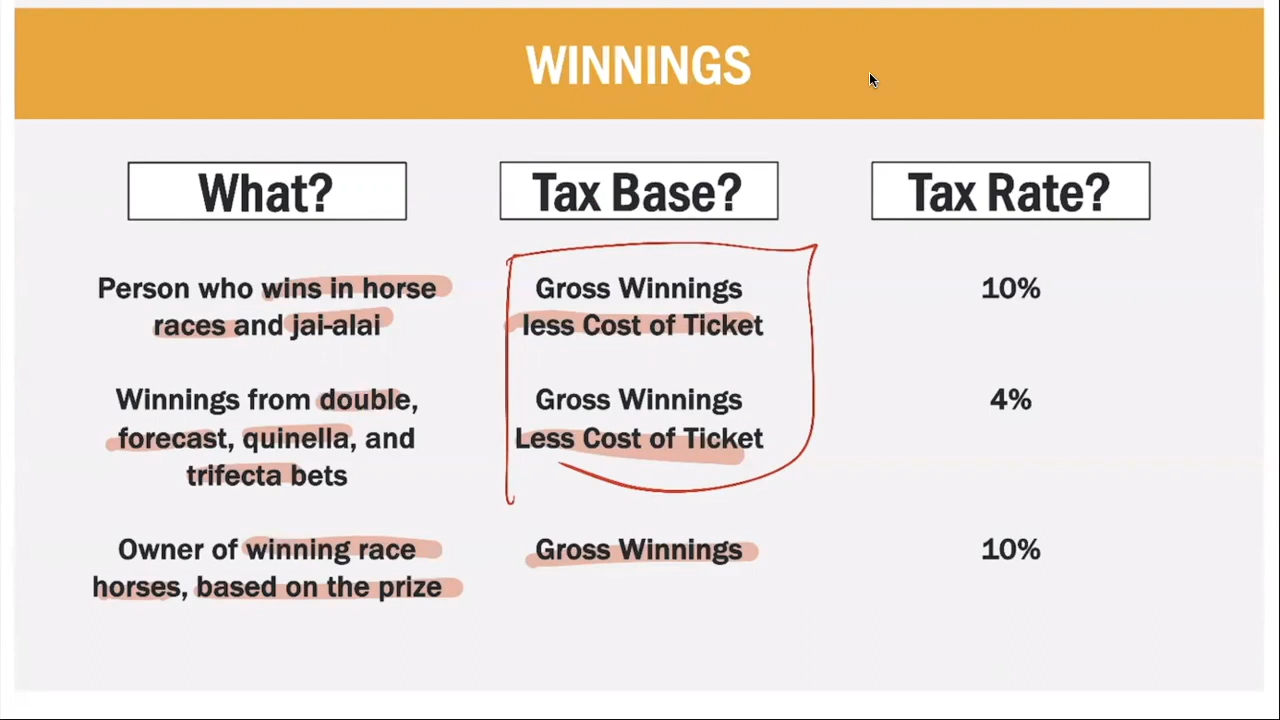 WINNINGS
What?
Tax Base?
Tax Rate?
Person who wins in horse
races and jai-alai
Gross Winnings
less Cost of Ticket
10%
Winnings from double,
forecast, quinella, and
trifecta bets
Gross Winnings
Less Cost of Ticket
4%
Owner of winning race
horses, based on the prize
Gross Winnings
10%